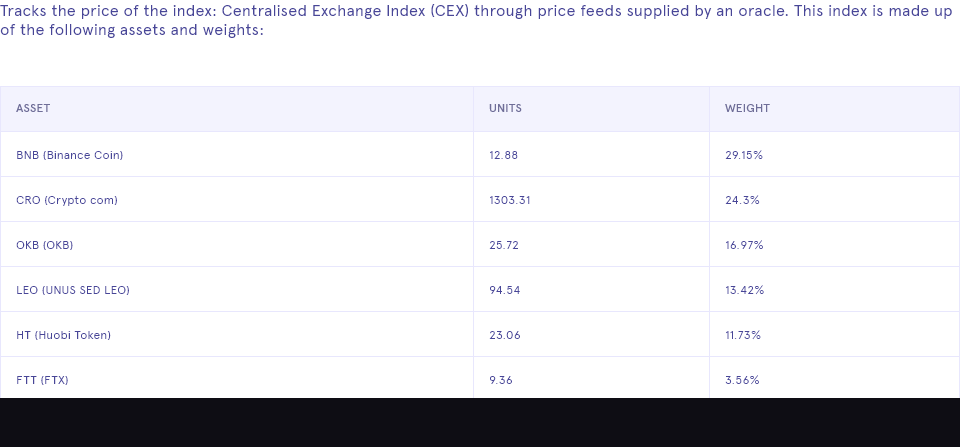 Tracks the price of the index: Centralised Exchange Index (CEX) through price feeds supplied by an oracle. This index is made up
of the following assets and weights:
ASSET UNITS WEIGHT
BNB (Binance Coin) 12.88 29.15%
CRO (Crypto com) 1303.31 24.3%
OKB (OKB) 25.72 16.97%
LEO (UNUS SED LEO) 94.54 13.42%
HT (Huobi Token) 23.06 11.73%
FTT (FTX) 9.36 3.56%